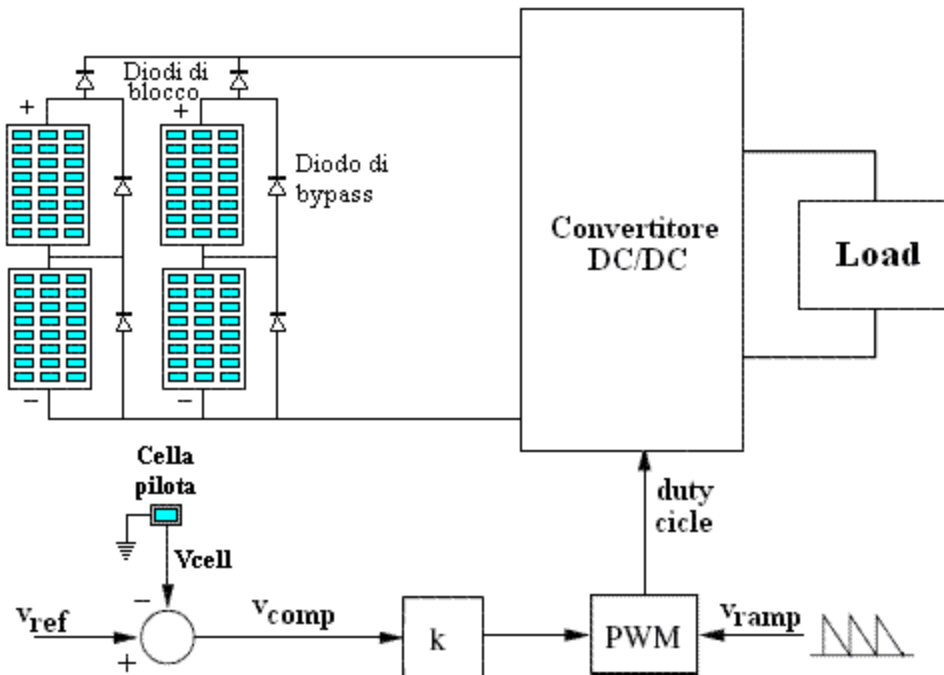 Diodi di
blocco
+
+
Diodo di
bypass
Convertitore
DC/DC
Load
−
−
Cella
pilota
duty
cicle
Vcell
−
vref
vcomp
vramp
+
k
PWM